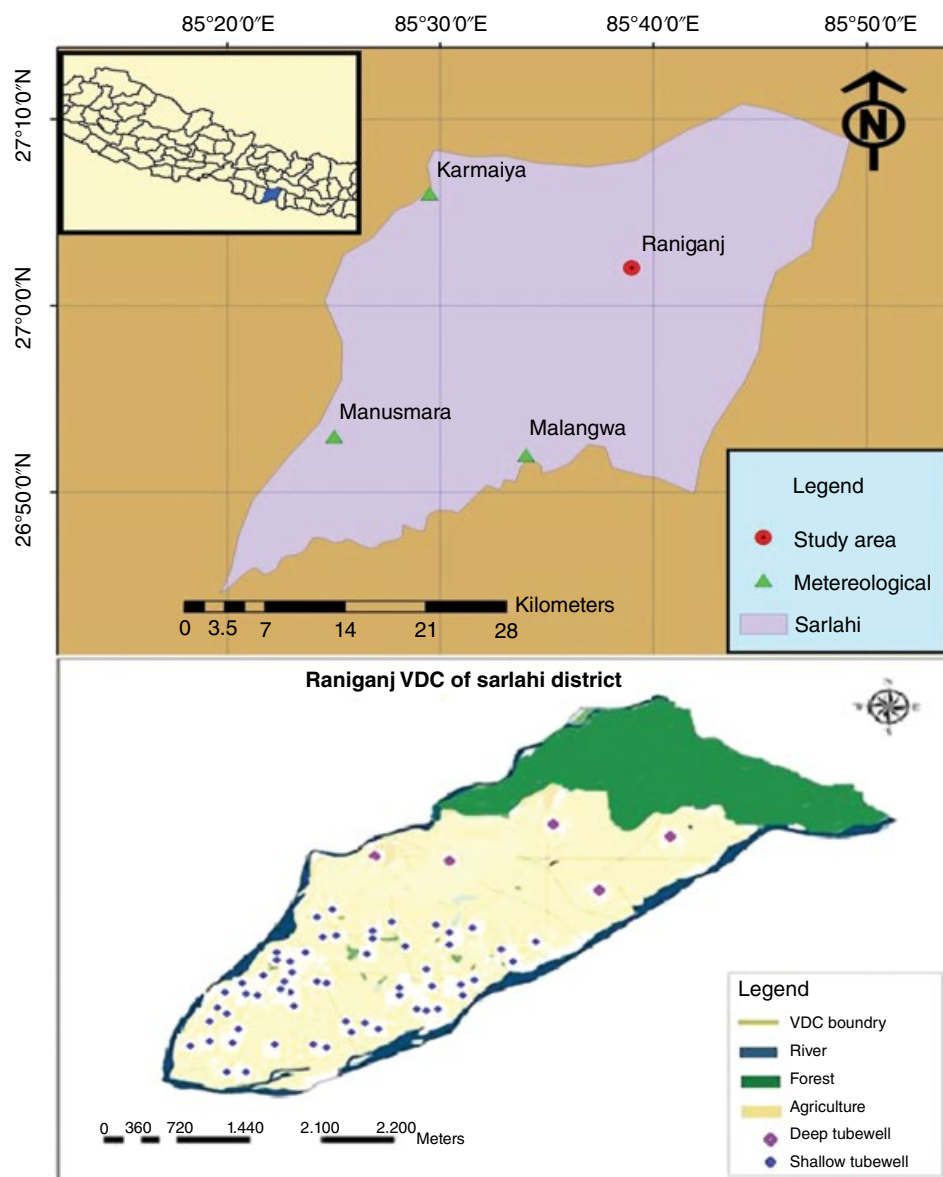 85°20′0″E 85°30′0″E 85°40′0″E 85°50′0″E
27°10′0″N
27°0′0″N
26°50′0″N
N
Karmaiya
Raniganj
Manusmara
Malangwa
Legend
Study area
Metereological
Sarlahi
Kilometers
0 3.5 7 14 21 28
Raniganj VDC of sarlahi district
N
E
S
Legend
VDC boundry
River
Forest
Agriculture
Deep tubewell
Shallow tubewell
0 360 720 1.440 2.100 2.200
Meters